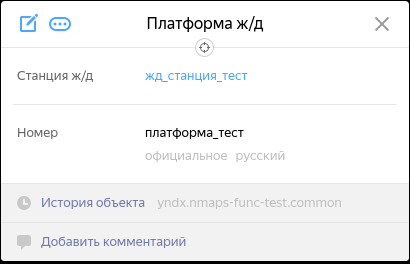 Платформа ж/д
Станция ж/д жд_станция_тест
Номер платформа_тест
официальное русский
История объекта yndx.nmaps-func-test.common
Добавить комментарий